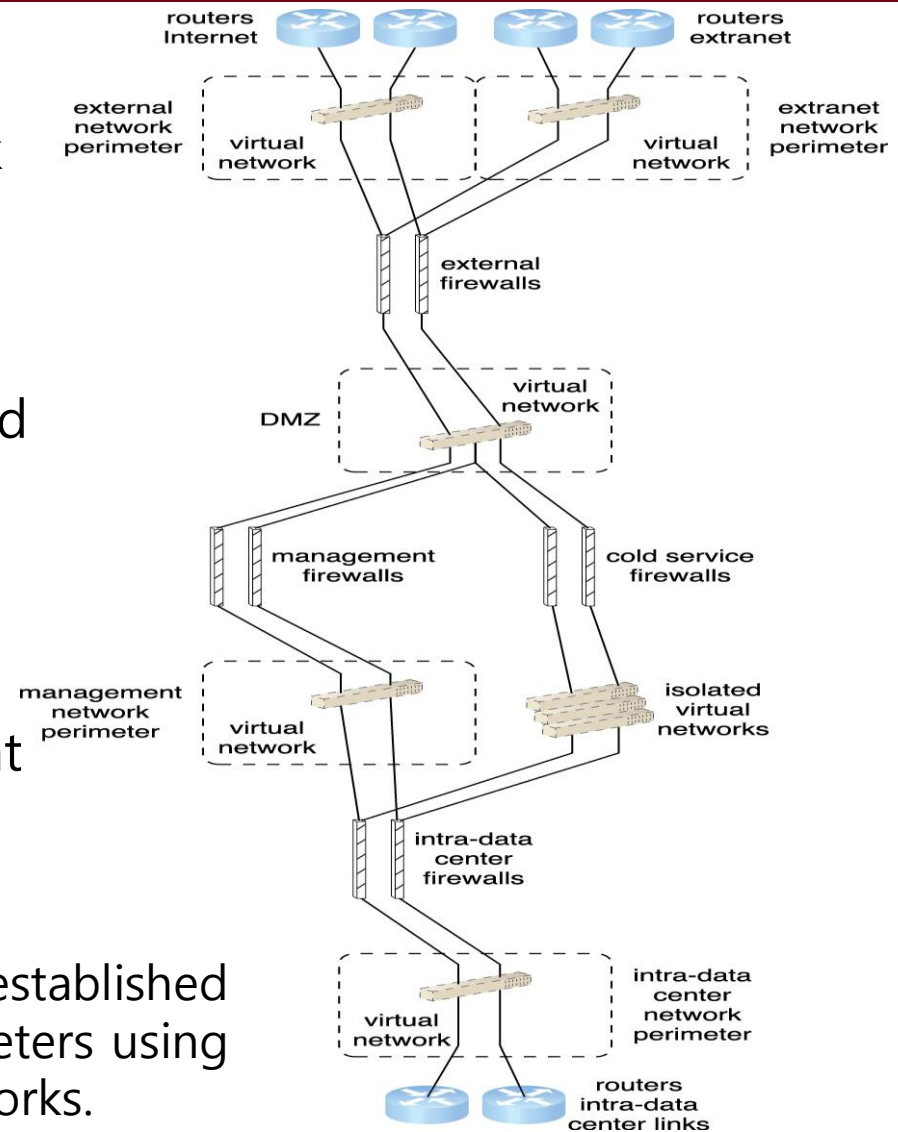 routers
Internet
routers
extranet
external
network
perimeter
virtual
network
virtual
network
extranet
network
perimeter
external
firewalls
DMZ
virtual
network
management
firewalls
cold service
firewalls
management
network
perimeter
virtual
network
isolated
virtual
networks
intra-data
center
firewalls
established
using
virtual
network
intra-data
center
network
perimeter
routers
intra-data
center links